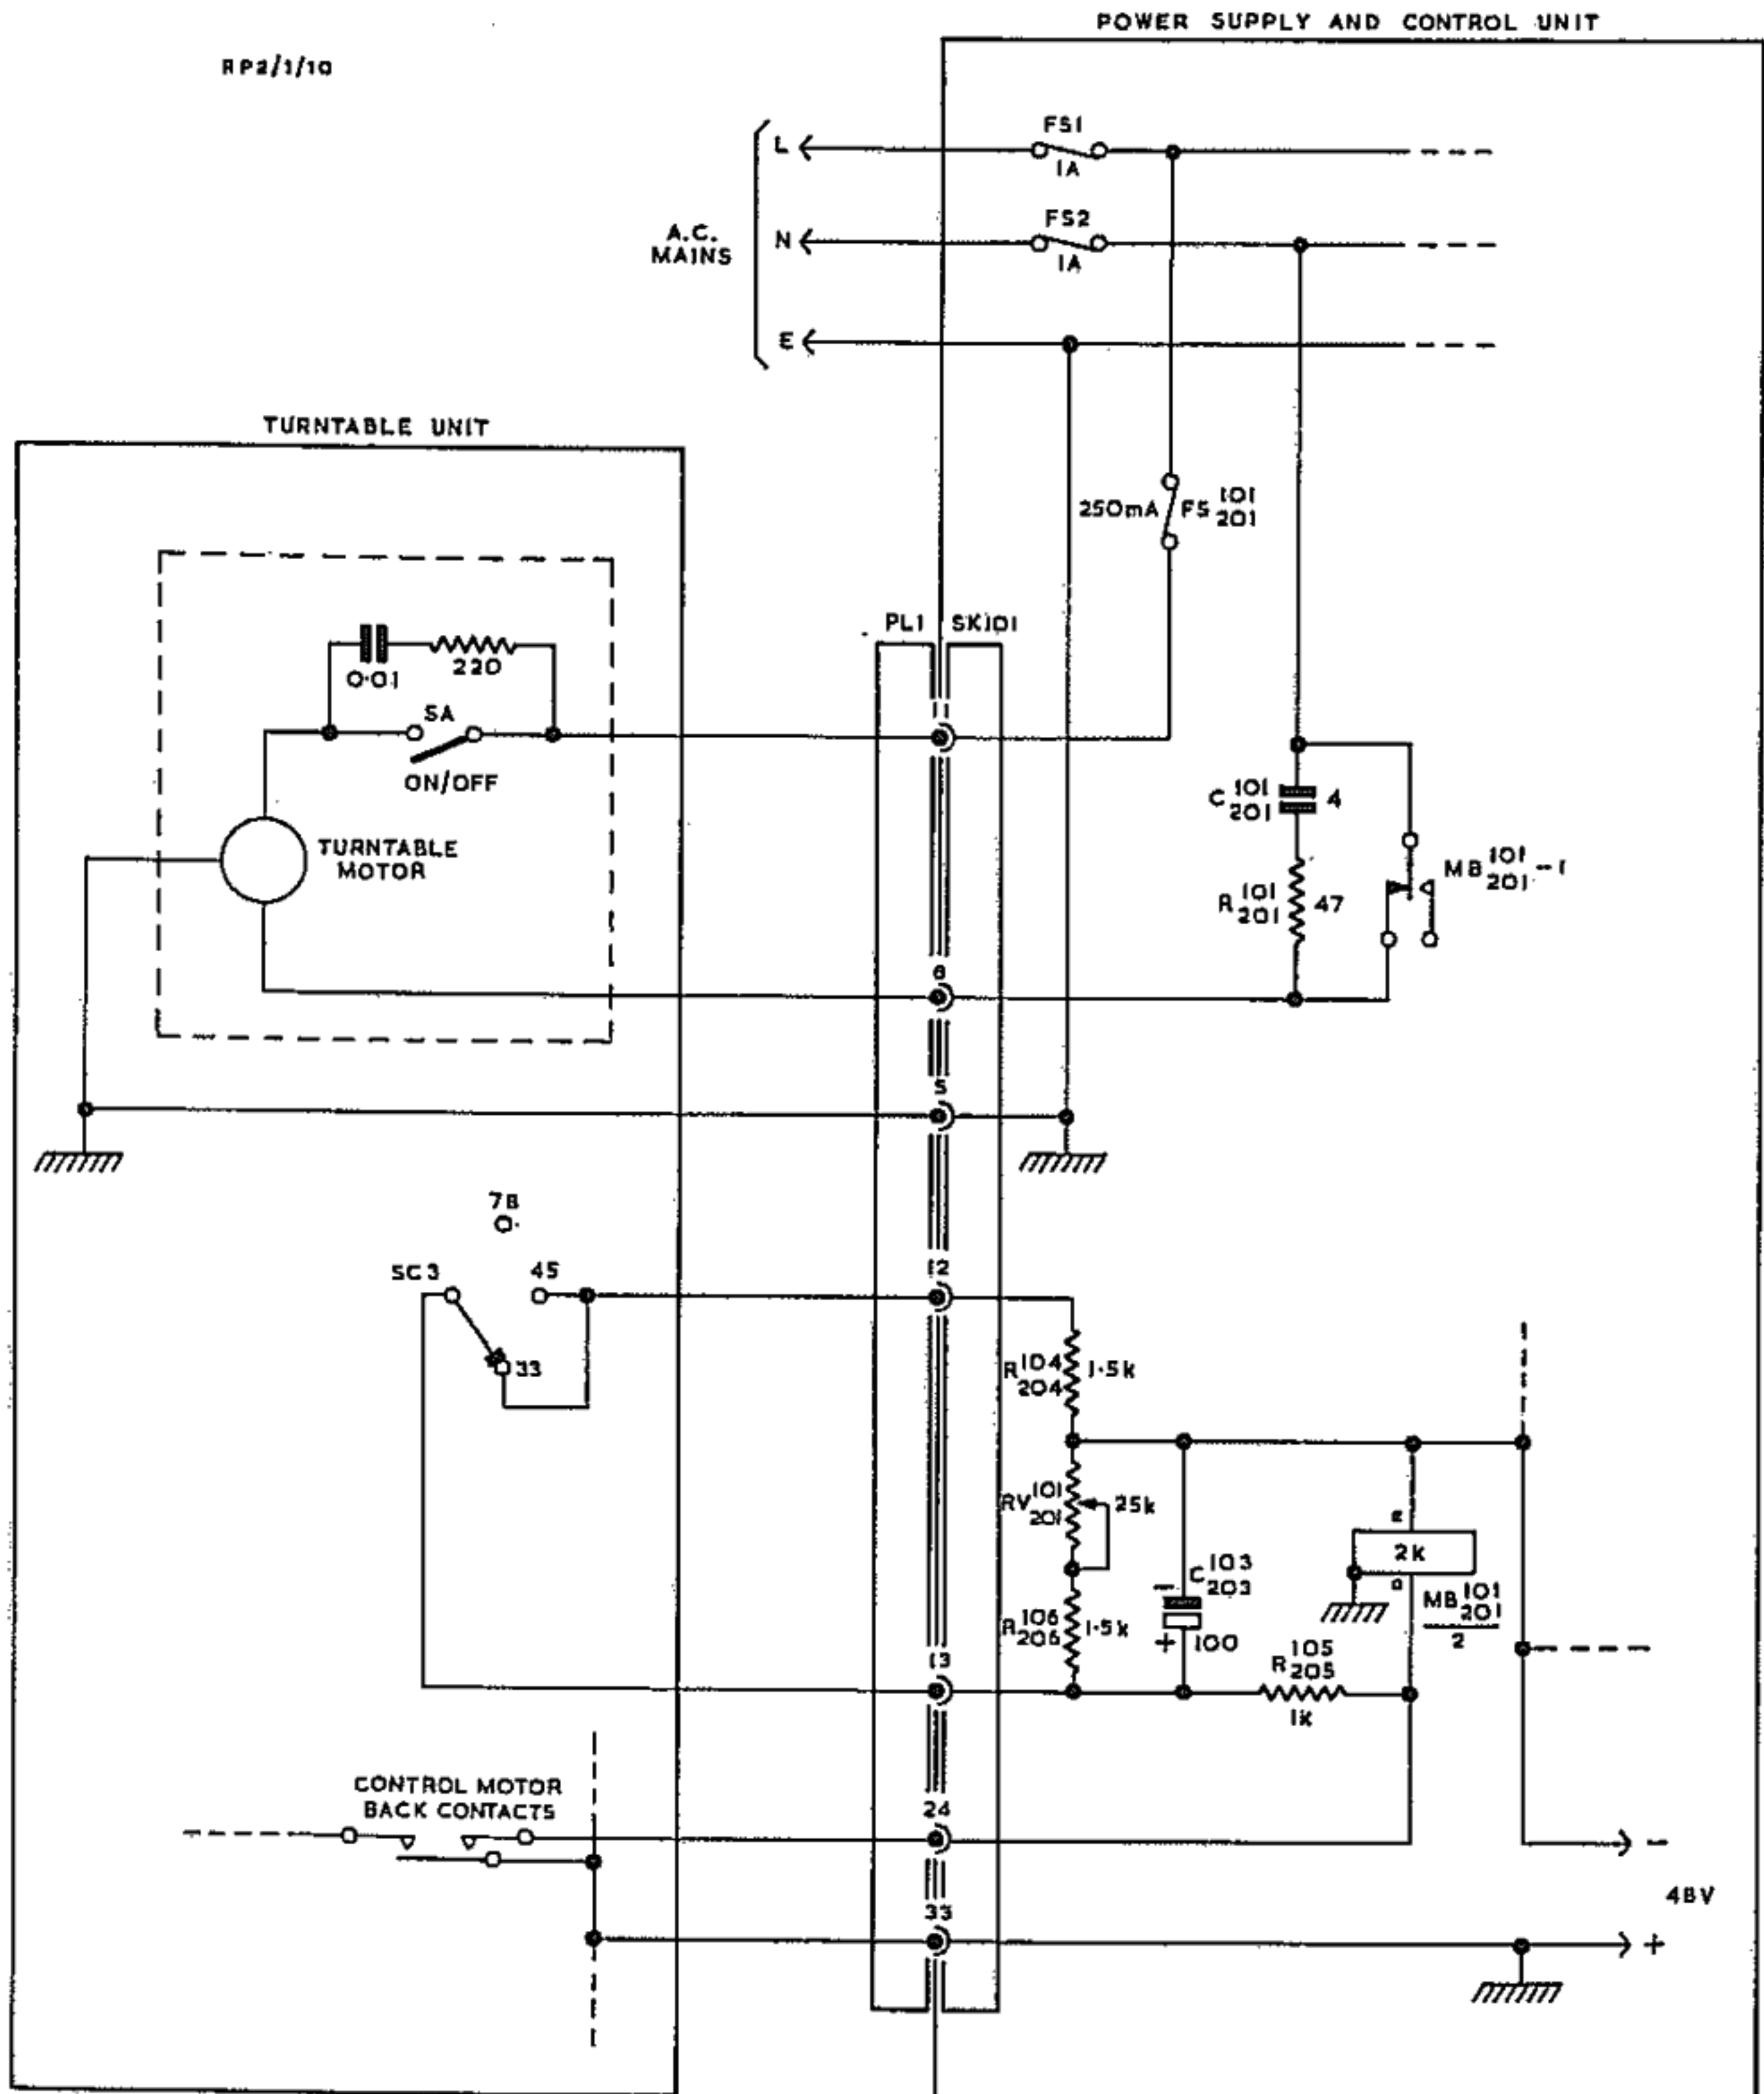 POWER SUPPLY AND CONTROL UNIT
RP2/1/10
FS1
L
1A
FS2
A.C.
MAINS
N
1A
E
TURNTABLE UNIT
250mA FS 101
201
PL1 SK101
0·01
220
1
SA
ON/OFF
C 101
201
4
TURNTABLE
MOTOR
MB 101
201 -1
R 101
201
47
6
5
78
SC3
45
12
33
R 104
204
1·5k
RV 101
201
25k
2k
C 103
203
-
MB 101
201
2
R 106
206
1·5k
+
100
R 105
205
1k
13
CONTROL MOTOR
BACK CONTACTS
24
-
48V
33
+